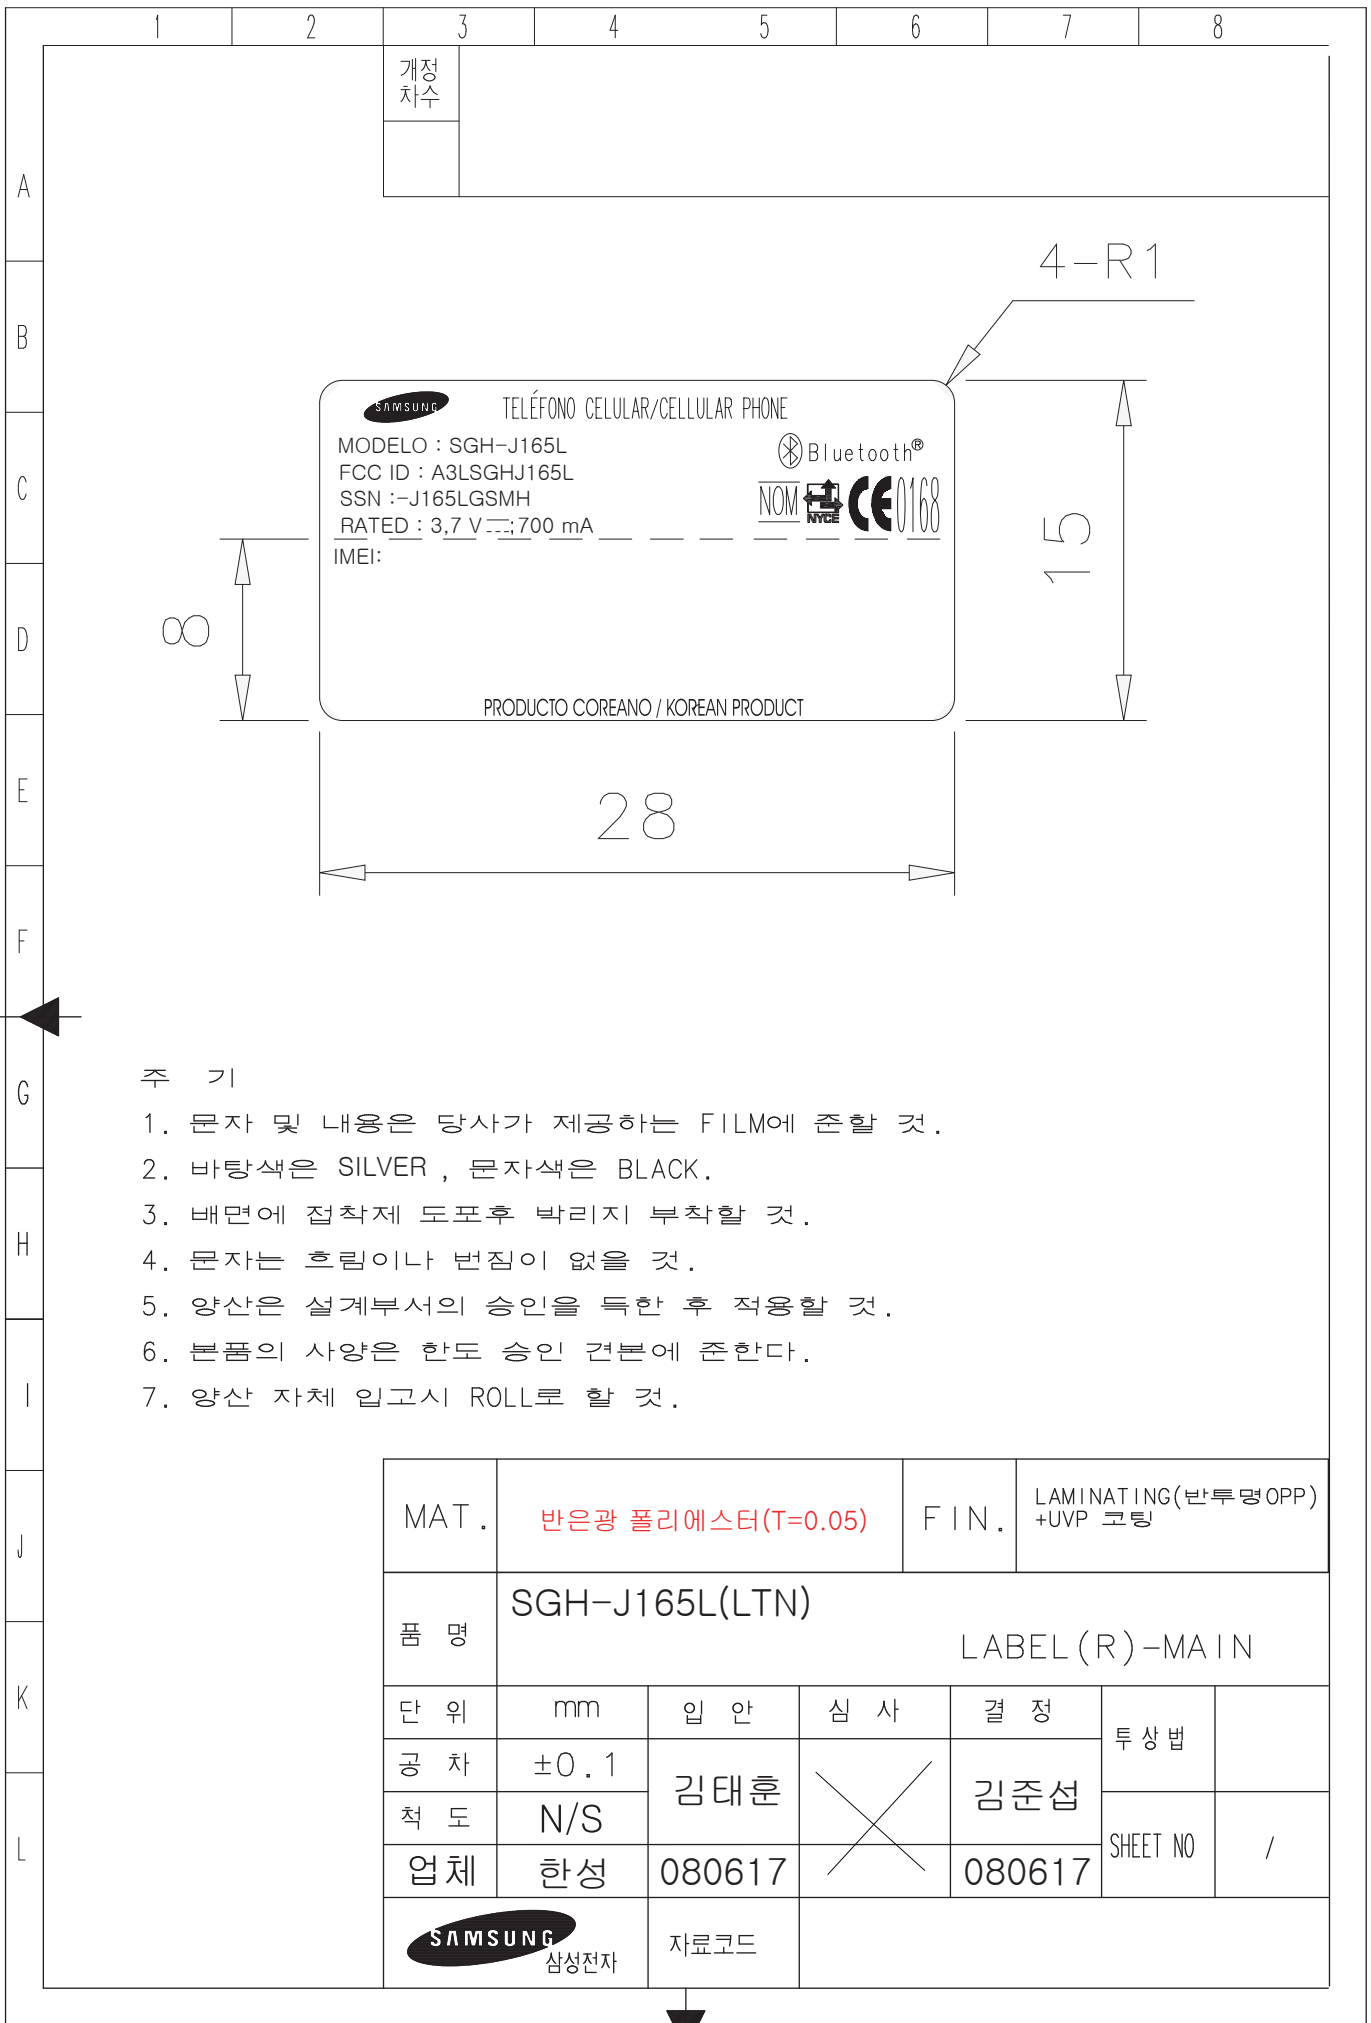 1 2 3 4 5 6 7 8
개정
차수
A
B
C
D
E
F
G
H
I
J
K
L
4-R1
SAMSUNG TELÉFONO CELULAR/CELLULAR PHONE
MODELO : SGH-J165L
Bluetooth®
FCC ID : A3LSGHJ165L
SSN :-J165LGSMH
NOM NYCE CE0168
RATED : 3,7 V ; 700 mA
IMEI:
PRODUCTO COREANO / KOREAN PRODUCT
8
15
28
주 기
1. 문자 및 내용은 당사가 제공하는 FILM에 준할 것.
2. 바탕색은 SILVER , 문자색은 BLACK.
3. 배면에 접착제 도포후 박리지 부착할 것.
4. 문자는 흐림이나 번짐이 없을 것.
5. 양산은 설계부서의 승인을 득한 후 적용할 것.
6. 본품의 사양은 한도 승인 견본에 준한다.
7. 양산 자체 입고시 ROLL로 할 것.
MAT. 반은광 폴리에스터(T=0.05) FIN. LAMINATING(반투명OPP)
+UVP 코팅
품 명 SGH-J165L(LTN)
LABEL(R)-MAIN
단 위 mm 입 안 심 사 결 정 투상법
공 차 ±0.1 김태훈 김준섭
척 도 N/S SHEET NO /
업체 한성 080617 080617
SAMSUNG 삼성전자 자료코드